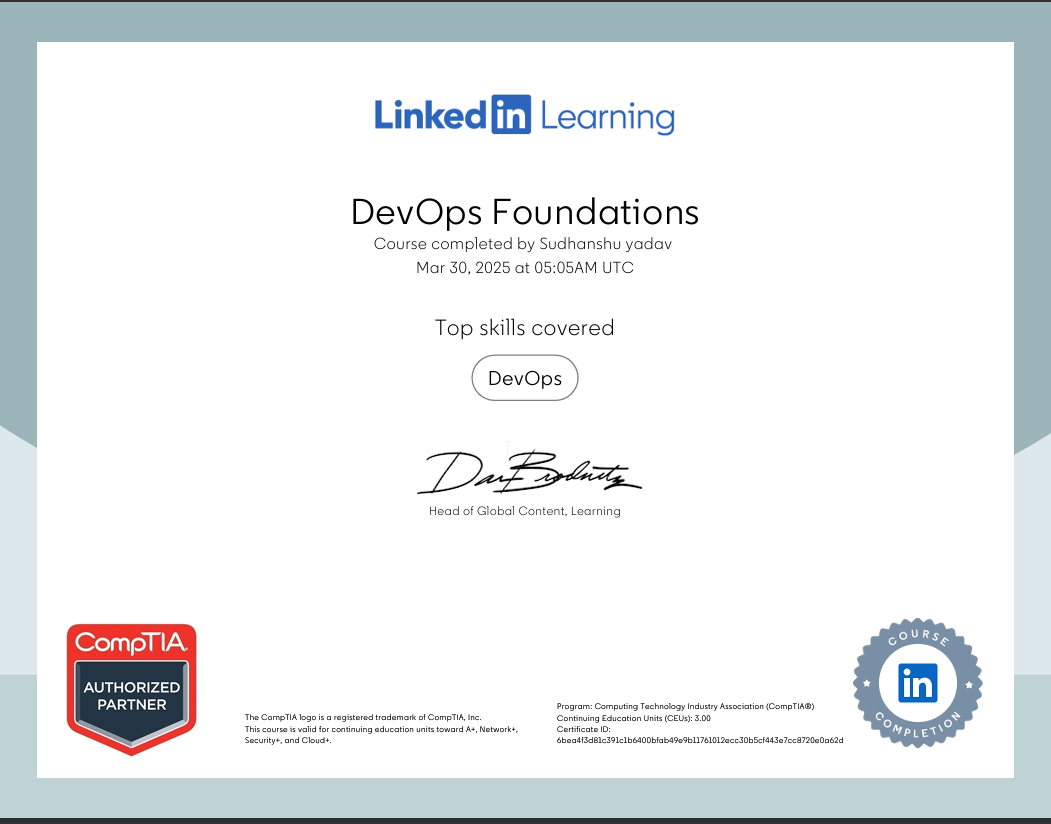 Linked in Learning
DevOps Foundations
Course completed by Sudhanshu yadav
Mar 30, 2025 at 05:05AM UTC
Top skills covered
DevOps
Head of Global Content, Learning
CompTIA.
AUTHORIZED
PARTNER
The CompTIA logo is a registered trademark of CompTIA, Inc.
This course is valid for continuing education units toward A+, Network+,
Security+, and Cloud+.
Program: Computing Technology Industry Association (CompTIA®)
Continuing Education Units (CEUs): 3.00
Certificate ID:
6bea4f3d81c391c1b6400bfab49e9b11761012ecc30b5cf443e7cc8720e0a62d
COURSE
in
COMPLETION